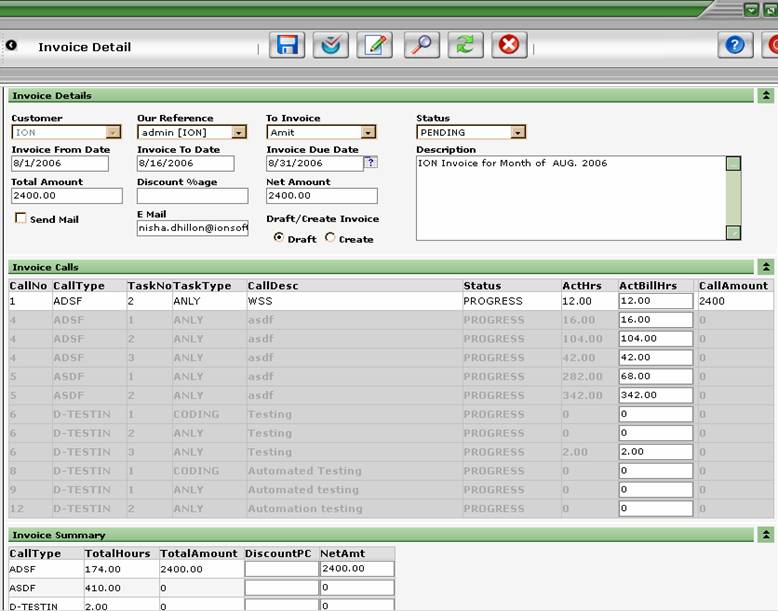 Invoice Detail
Invoice Details
Customer Our Reference To Invoice Status
ION admin [ION] Amit PENDING
Invoice From Date Invoice To Date Invoice Due Date Description
8/1/2006 8/16/2006 8/31/2006 ? ION Invoice for Month of AUG. 2006
Total Amount Discount %age Net Amount
2400.00 2400.00
Send Mail E Mail Draft/Create Invoice
nisha.dhillon@ionsoft
Draft Create
Invoice Calls
CallNo CallType TaskNo TaskType CallDesc Status ActHrs ActBillHrs CallAmount
1 ADSF 2 ANLY WSS PROGRESS 12.00 12.00 2400
4 ADSF 1 ANLY asdf PROGRESS 16.00 16.00 0
4 ADSF 2 ANLY asdf PROGRESS 104.00 104.00 0
4 ADSF 3 ANLY asdf PROGRESS 42.00 42.00 0
5 ASDF 1 ANLY asdf PROGRESS 282.00 68.00 0
5 ASDF 2 ANLY asdf PROGRESS 342.00 342.00 0
6 D-TESTIN 1 CODING Testing PROGRESS 0 0 0
6 D-TESTIN 2 ANLY Testing PROGRESS 0 0 0
6 D-TESTIN 3 ANLY Testing PROGRESS 2.00 2.00 0
8 D-TESTIN 1 CODING Automated Testing PROGRESS 0 0 0
9 D-TESTIN 1 ANLY Automated testing PROGRESS 0 0 0
12 D-TESTIN 2 ANLY Automation testing PROGRESS 0 0 0
Invoice Summary
CallType TotalHours TotalAmount DiscountPC NetAmt
ADSF 174.00 2400.00 2400.00
ASDF 410.00 0 0
D-TESTIN 2.00 0 0